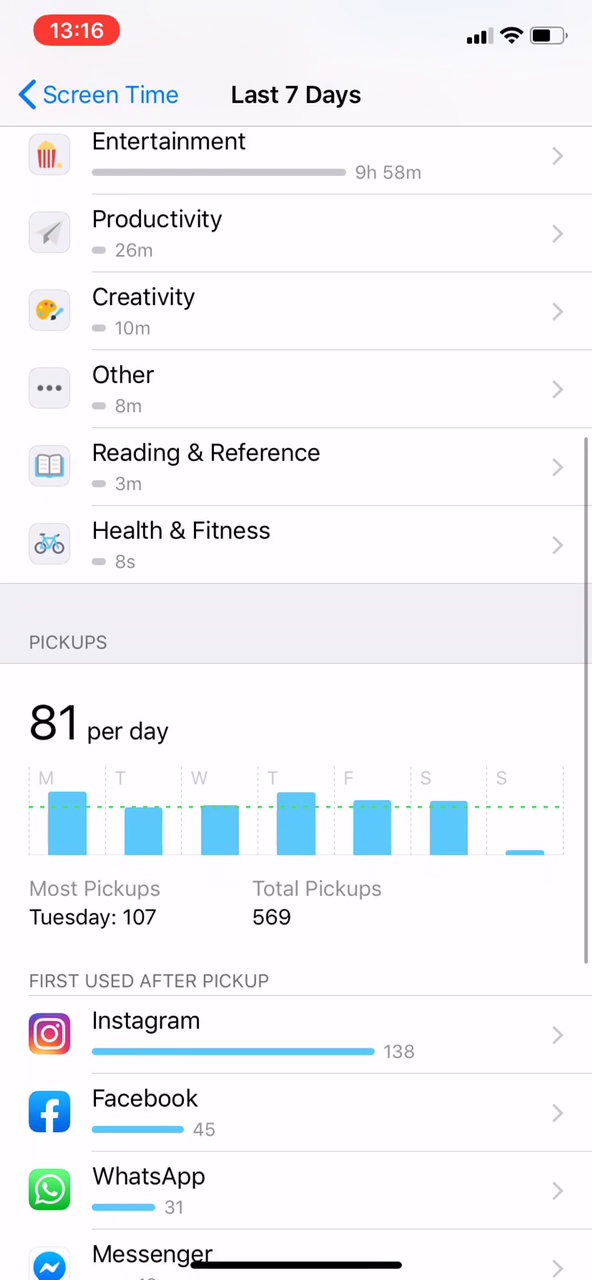 13:16
Screen Time
Last 7 Days
Entertainment
9h 58m
Productivity
26m
Creativity
10m
Other
8m
Reading & Reference
3m
Health & Fitness
8s
PICKUPS
81 per day
M T W T F S S
Most Pickups Total Pickups
Tuesday: 107 569
FIRST USED AFTER PICKUP
Instagram
138
Facebook
45
WhatsApp
31
Messenger